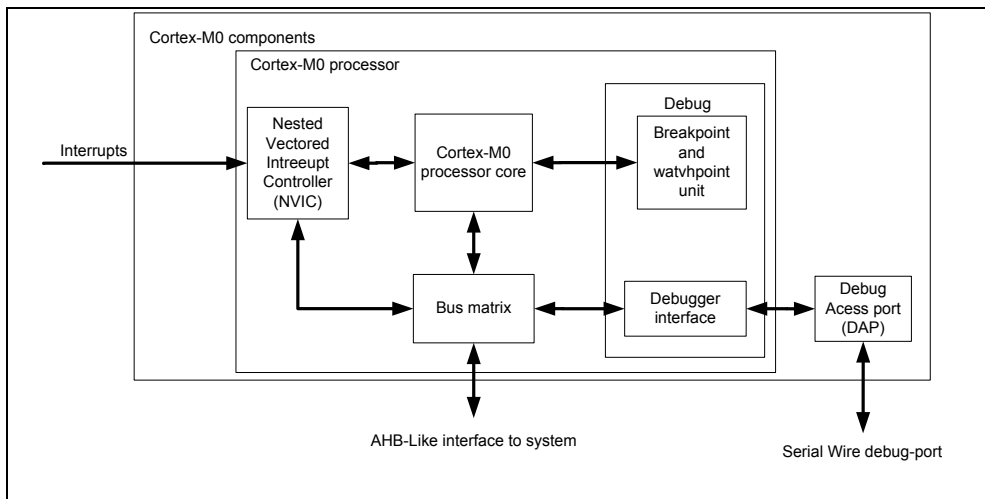 Cortex-M0 components
Cortex-M0 processor
Interrupts
Nested
Vectored
Intreeupt
Controller
(NVIC)
Cortex-M0
processor core
Debug
Breakpoint
and
watvhpoint
unit
Bus matrix
Debugger
interface
Debug
Acess port
(DAP)
AHB-Like interface to system
Serial Wire debug-port